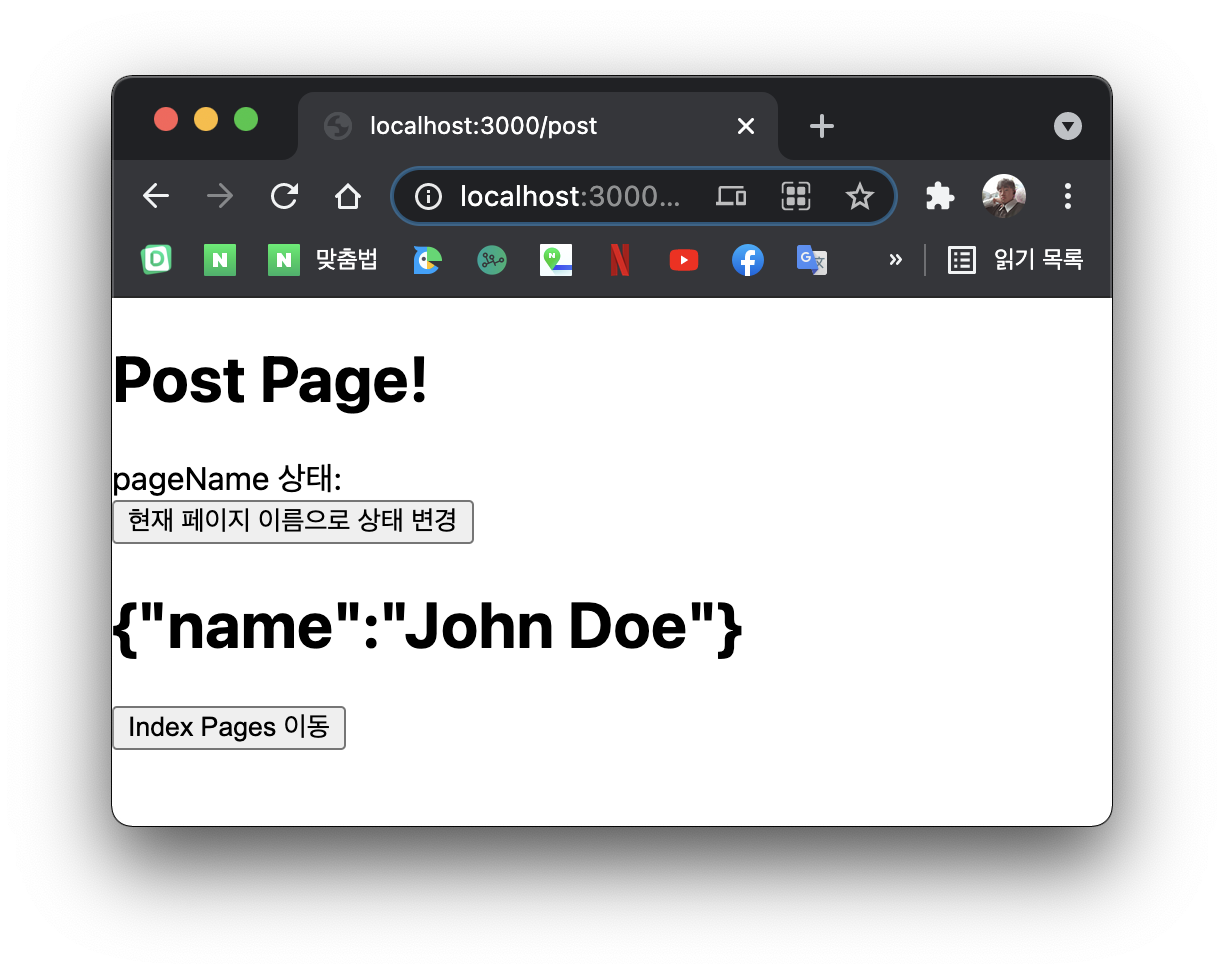 localhost:3000/post
localhost:3000...
맞춤법
읽기 목록
Post Page!
pageName 상태:
현재 페이지 이름으로 상태 변경
{"name":"John Doe"}
Index Pages 이동